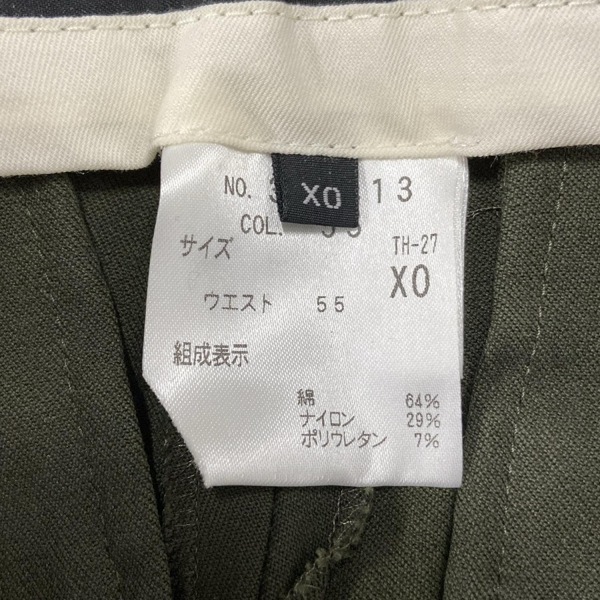 NO. 3 13
XO
COL.
サイズ TH-27
XO
ウエスト 55
組成表示
綿 64%
ナイロン 29%
ポリウレタン 7%